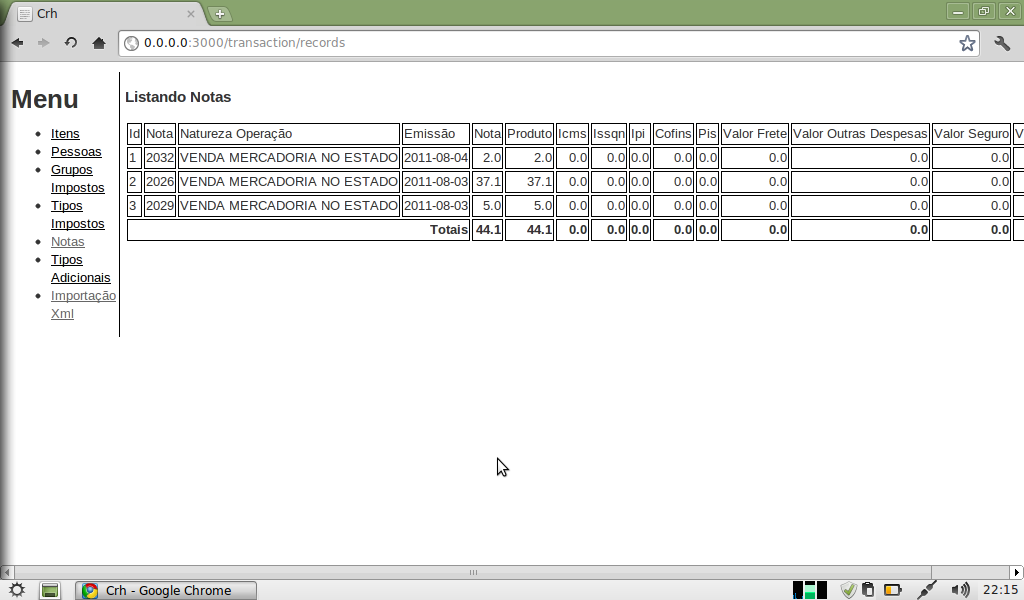 Crh
0.0.0.0:3000/transaction/records
Menu
Itens
Pessoas
Grupos
Impostos
Tipos
Impostos
Notas
Tipos
Adicionais
Importação
Xml
Listando Notas
Id Nota Natureza Operação Emissão Nota Produto Icms Issqn Ipi Cofins Pis Valor Frete Valor Outras Despesas Valor Seguro V
1 2032 VENDA MERCADORIA NO ESTADO 2011-08-04 2.0 2.0 0.0 0.0 0.0 0.0 0.0 0.0 0.0 0.0
2 2026 VENDA MERCADORIA NO ESTADO 2011-08-03 37.1 37.1 0.0 0.0 0.0 0.0 0.0 0.0 0.0 0.0
3 2029 VENDA MERCADORIA NO ESTADO 2011-08-03 5.0 5.0 0.0 0.0 0.0 0.0 0.0 0.0 0.0 0.0
Totais 44.1 44.1 0.0 0.0 0.0 0.0 0.0 0.0 0.0 0.0
Crh - Google Chrome
22:15